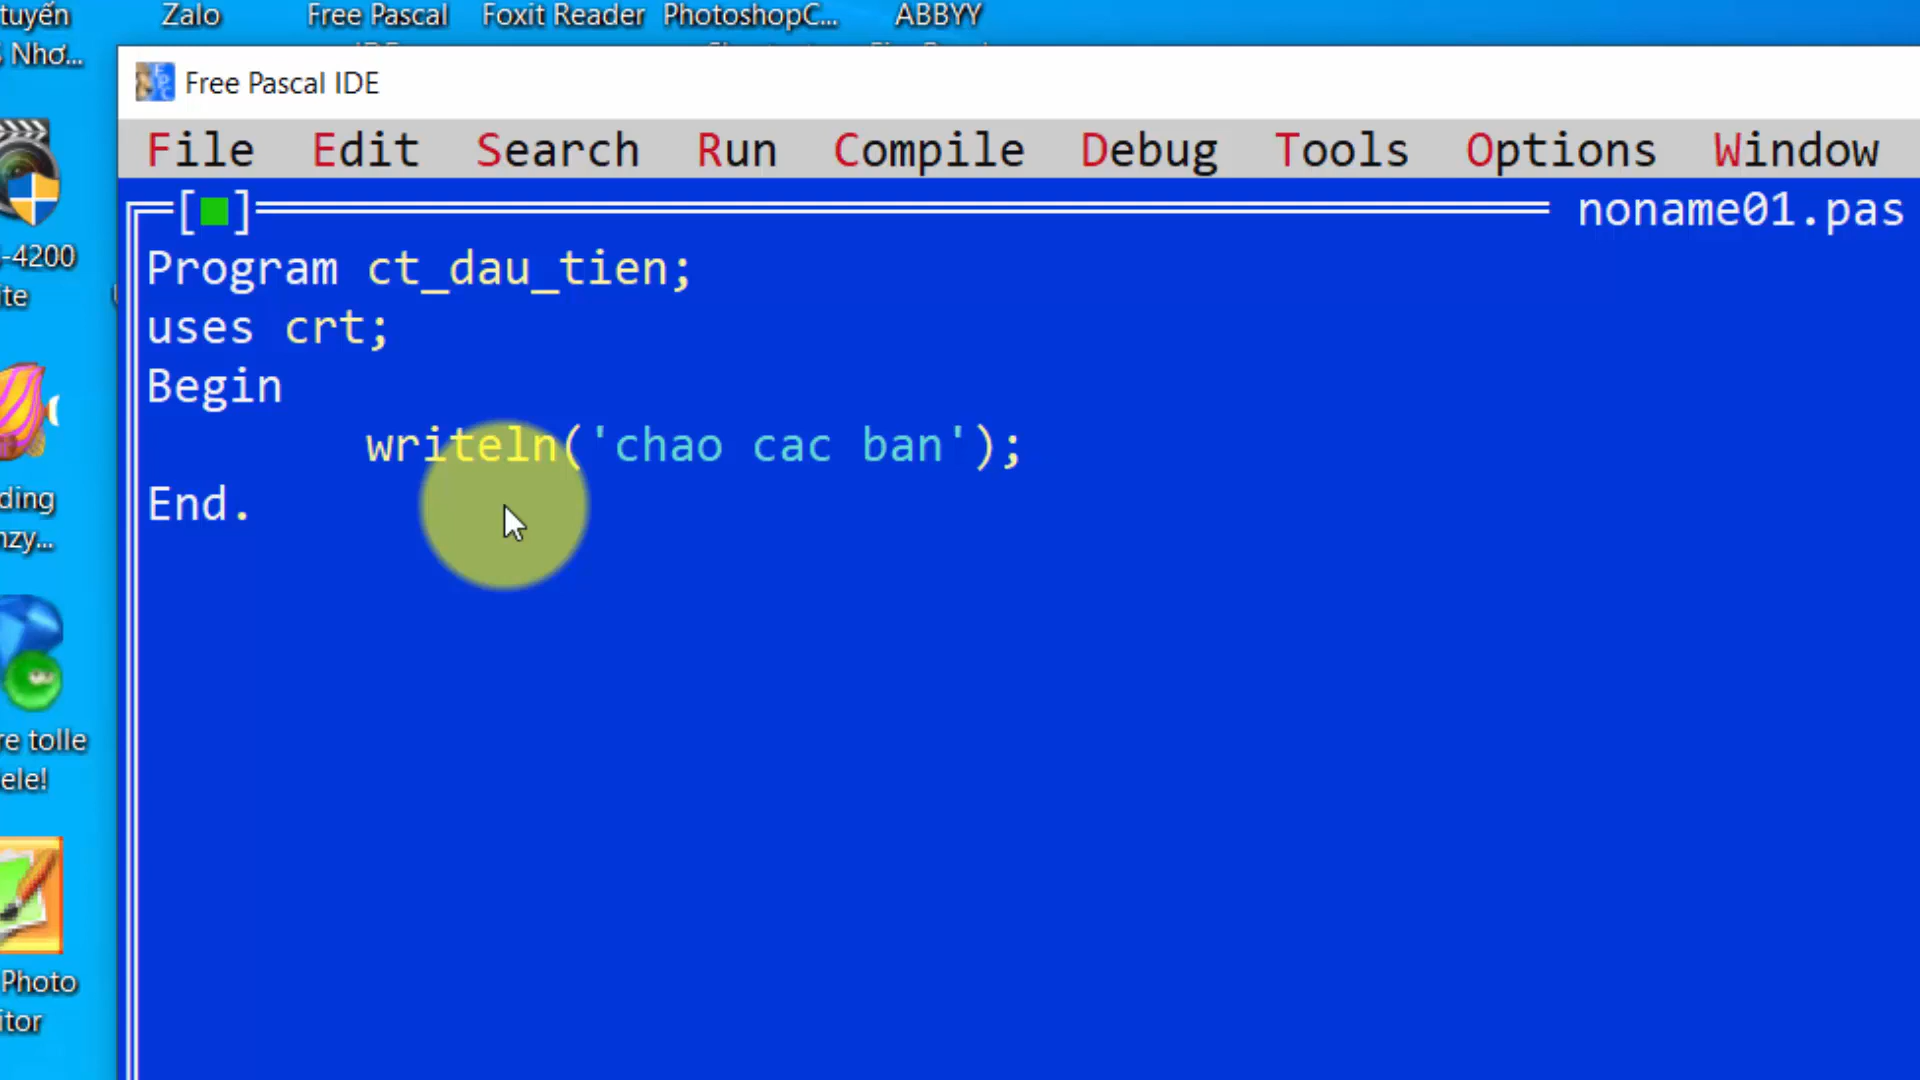 tuyến Zalo Free Pascal Foxit Reader PhotoshopC... ABBYY
Nhơ...
Free Pascal IDE
File Edit Search Run Compile Debug Tools Options Window
[■] noname01.pas
Program ct_dau_tien;
uses crt;
Begin
writeln('chao cac ban');
End.
-4200
ite
ding
nzy...
re tolle
ele!
Photo
itor